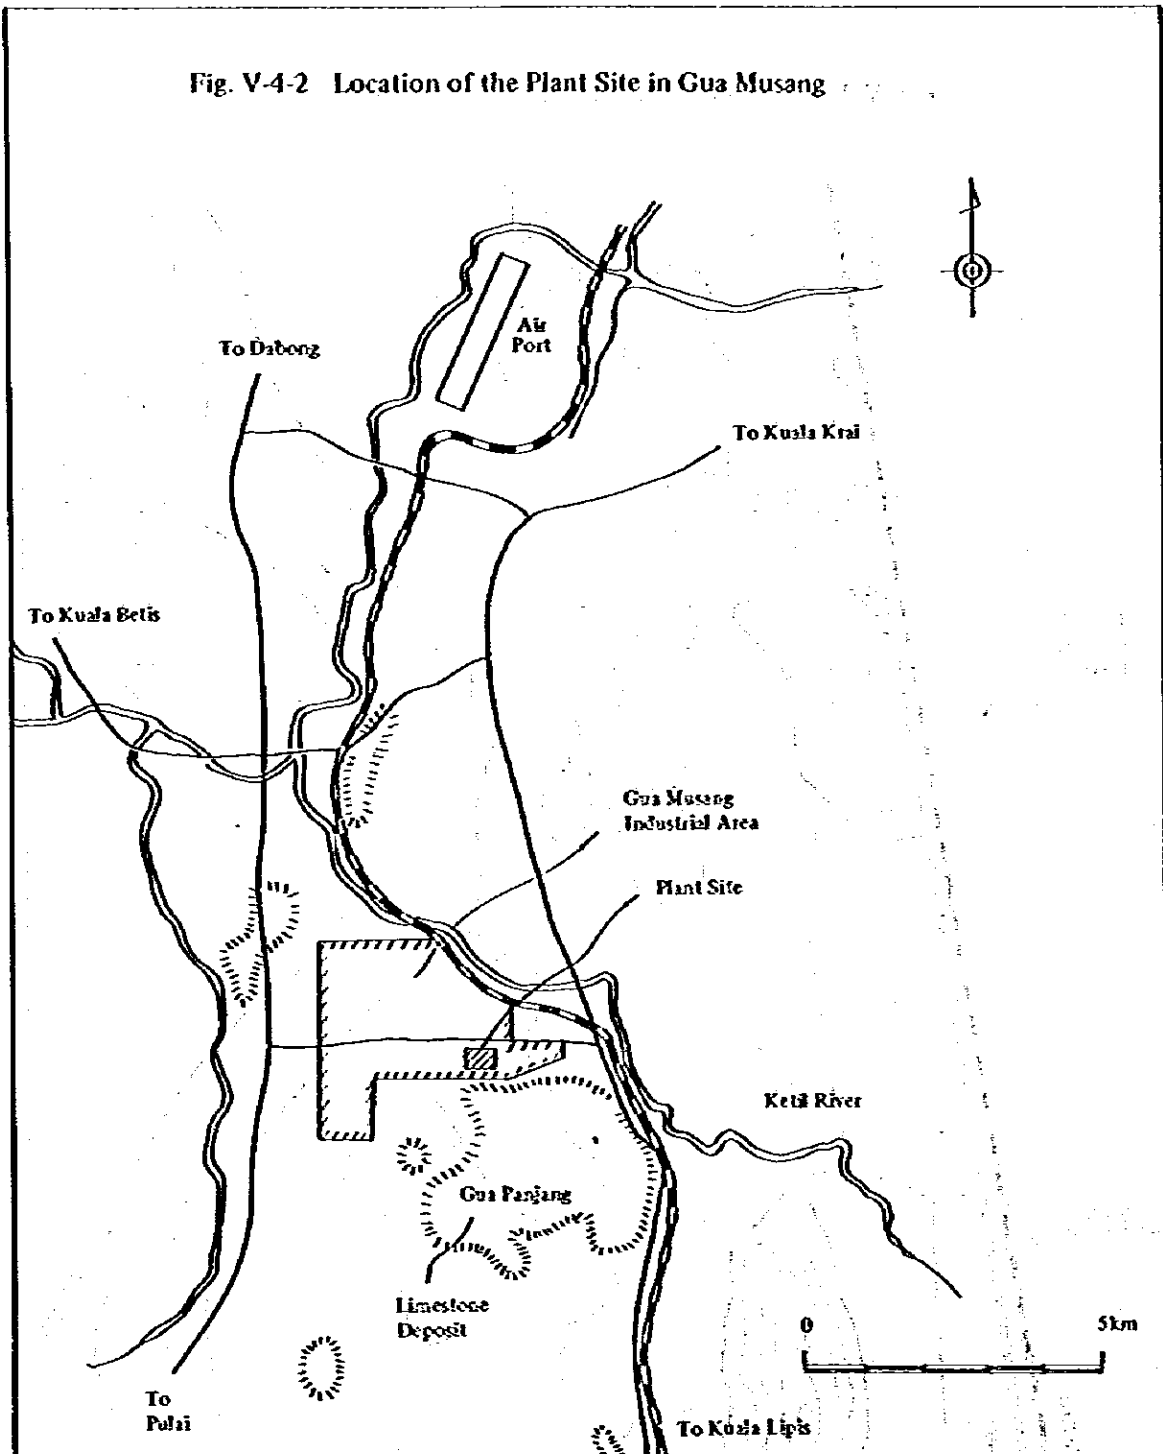 Fig. V-4-2 Location of the Plant Site in Gua Musang
Air
Port
To Dabong
To Kuala Krai
To Kuala Betis
Gua Musang
Industrial Area
Plant Site
Ketil River
Gua Panjang
Limestone
Deposit
0 5km
To
Pulai
To Kuala Lipis